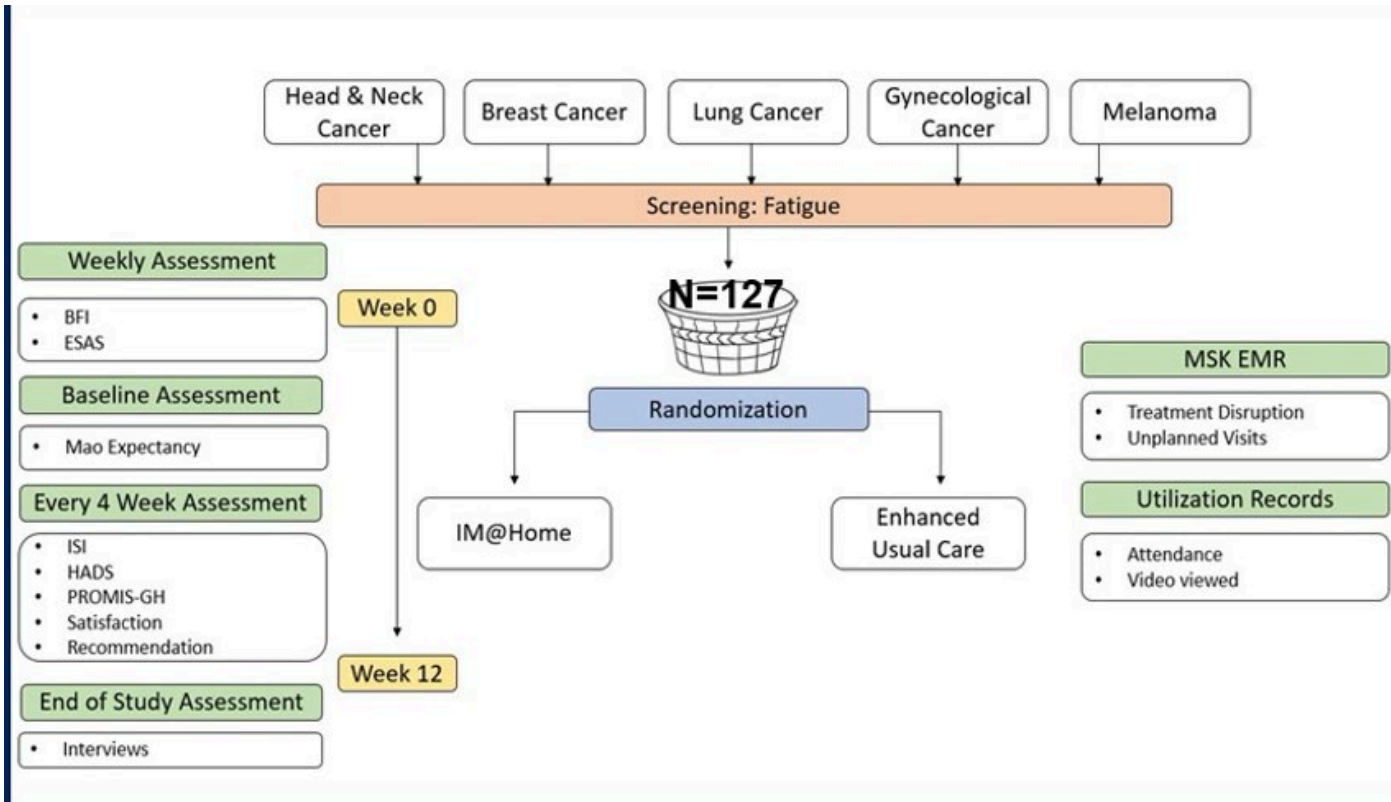 Head & Neck
Cancer
Breast Cancer
Lung Cancer
Gynecological
Cancer
Melanoma
Screening: Fatigue
N=127
Randomization
IM@Home
Enhanced
Usual Care
Weekly Assessment
• BFI
• ESAS
Baseline Assessment
• Mao Expectancy
Every 4 Week Assessment
• ISI
• HADS
• PROMIS-GH
• Satisfaction
• Recommendation
End of Study Assessment
• Interviews
Week 0
Week 12
MSK EMR
• Treatment Disruption
• Unplanned Visits
Utilization Records
• Attendance
• Video viewed